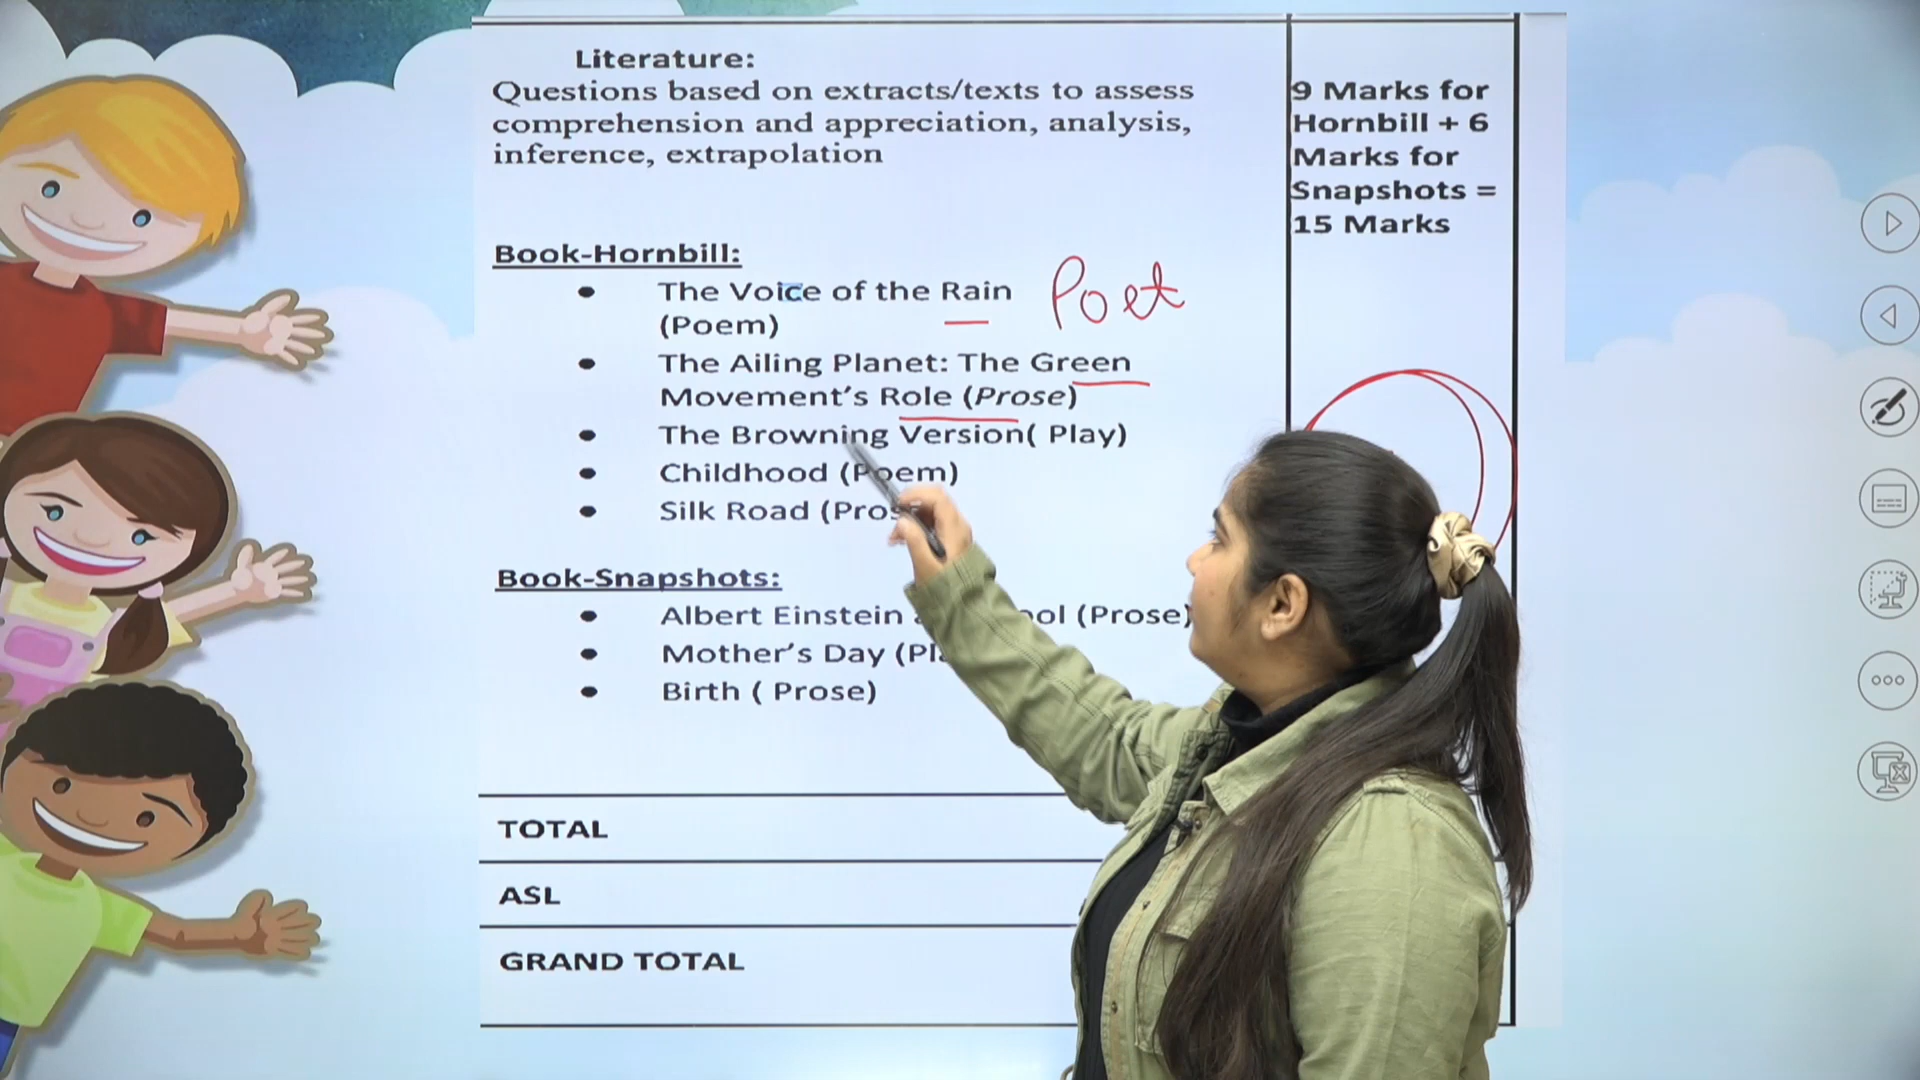 Literature:
Questions based on extracts/texts to assess
comprehension and appreciation, analysis,
inference, extrapolation
9 Marks for
Hornbill + 6
Marks for
Snapshots =
15 Marks
Book-Hornbill:
The Voice of the Rain Poet
(Poem)
The Ailing Planet: The Green
Movement's Role (Prose)
The Browning Version( Play)
Childhood (Poem)
Silk Road
Book-Snapshots:
Albert Einstein (Prose)
Mother's Day
Birth ( Prose)
TOTAL
ASL
GRAND TOTAL